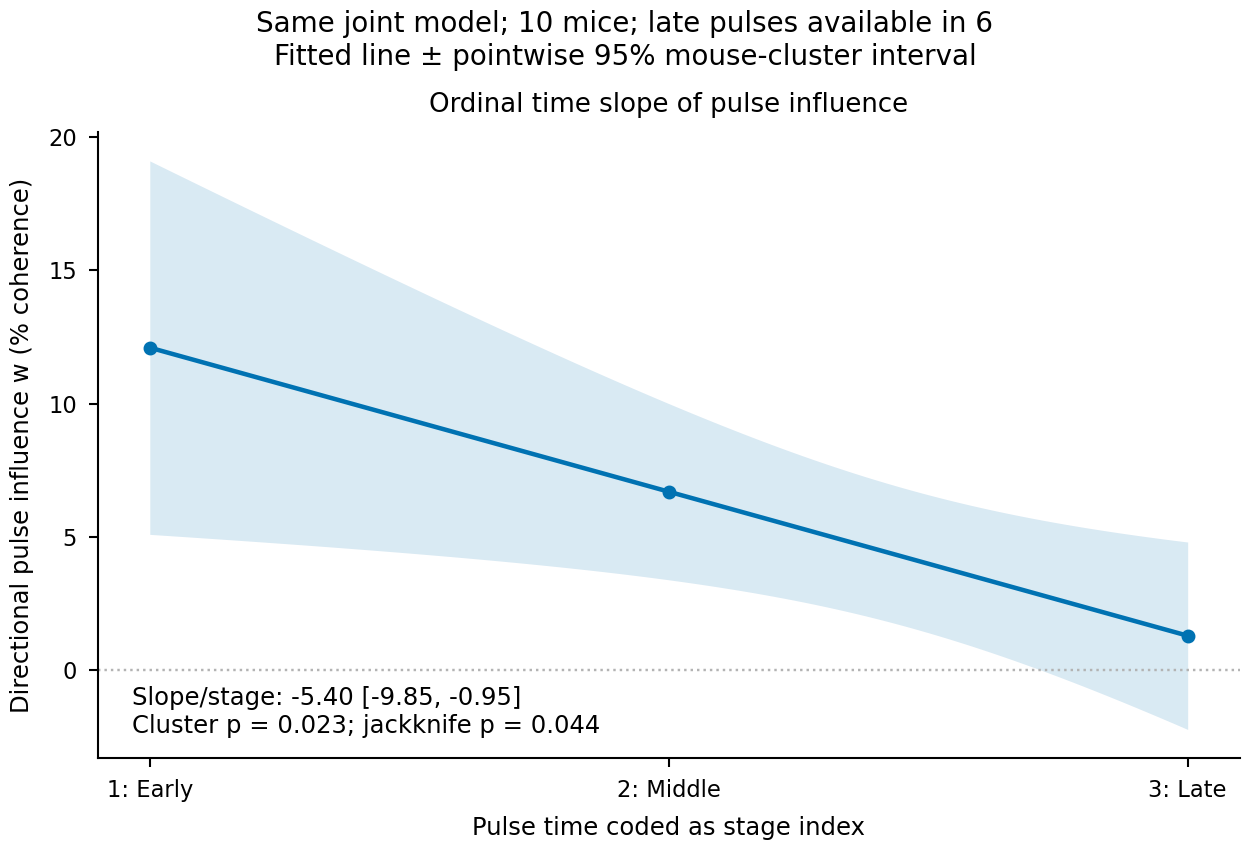 Same joint model; 10 mice; late pulses available in 6
Fitted line ± pointwise 95% mouse-cluster interval
Ordinal time slope of pulse influence
Directional pulse influence w (% coherence)
20
15
10
5
0
Slope/stage: -5.40 [-9.85, -0.95]
Cluster p = 0.023; jackknife p = 0.044
1: Early
2: Middle
3: Late
Pulse time coded as stage index